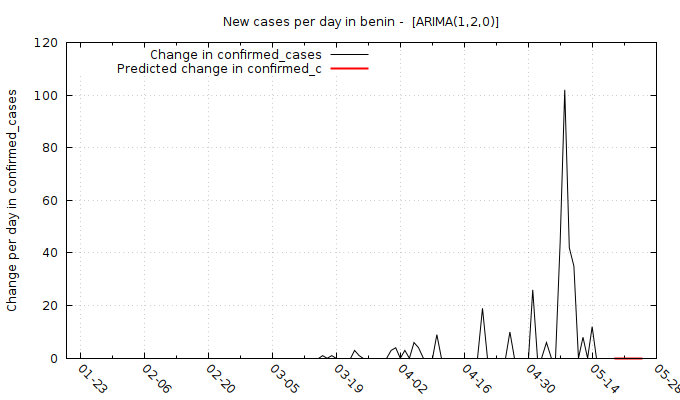 New cases per day in benin -  [ARIMA(1,2,0)]
Change in confirmed_cases
Predicted change in confirmed_c
Change per day in confirmed_cases
120
100
80
60
40
20
0
01-23 02-06 02-20 03-05 03-19 04-02 04-16 04-30 05-14 05-28